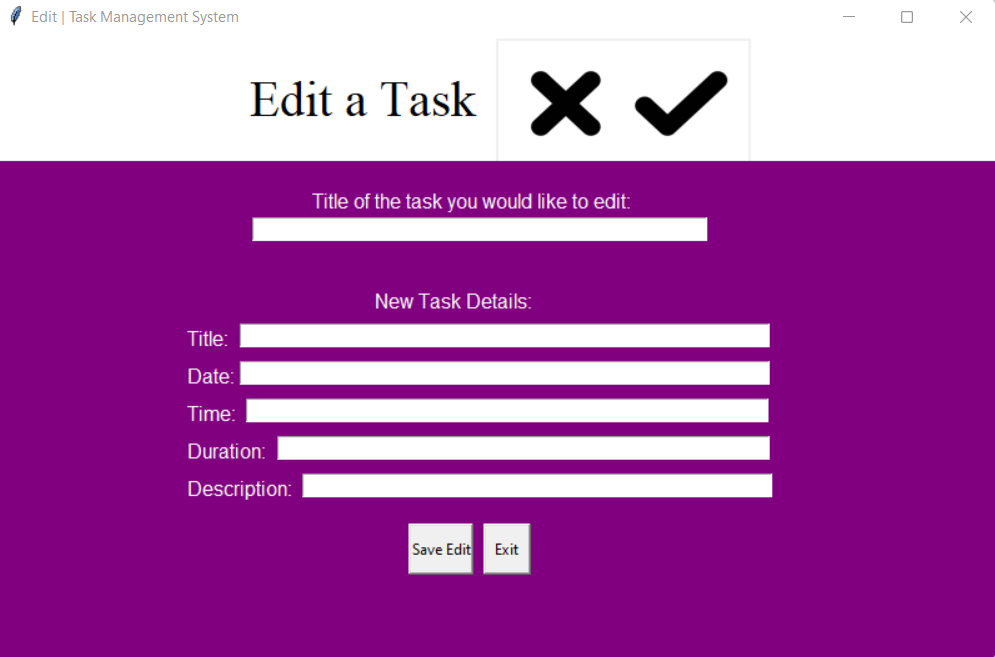 Edit | Task Management System
Edit a Task
Title of the task you would like to edit:
New Task Details:
Title:
Date:
Time:
Duration:
Description:
Save Edit Exit